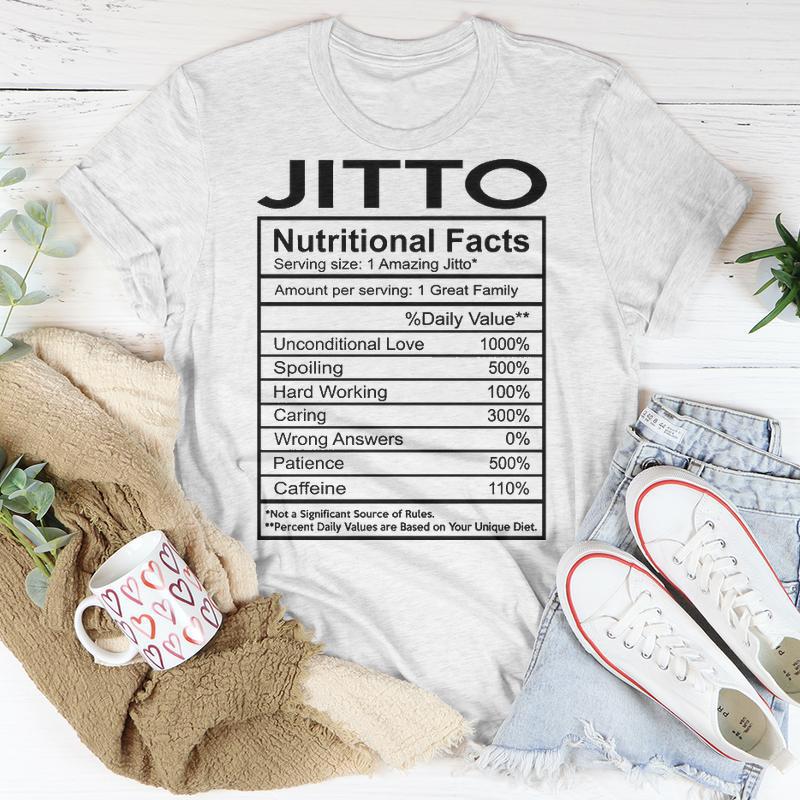 JITTO
Nutritional Facts
Serving size: 1 Amazing Jitto*
Amount per serving: 1 Great Family
%Daily Value**
Unconditional Love 1000%
Spoiling 500%
Hard Working 100%
Caring 300%
Wrong Answers 0%
Patience 500%
Caffeine 110%
*Not a Significant Source of Rules.
**Percent Daily Values are Based on Your Unique Diet.